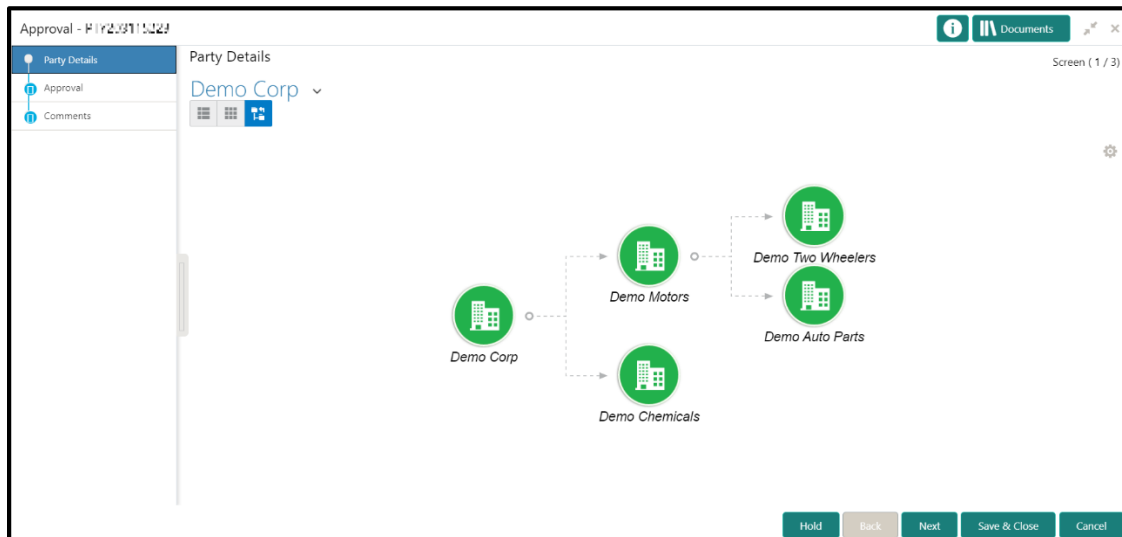 Approval -
Documents
Party Details
Approval
Comments
Party Details
Screen ( 1 / 3)
Demo Corp
Demo Two Wheelers
Demo Motors
Demo Auto Parts
Demo Corp
Demo Chemicals
Hold
Back
Next
Save & Close
Cancel